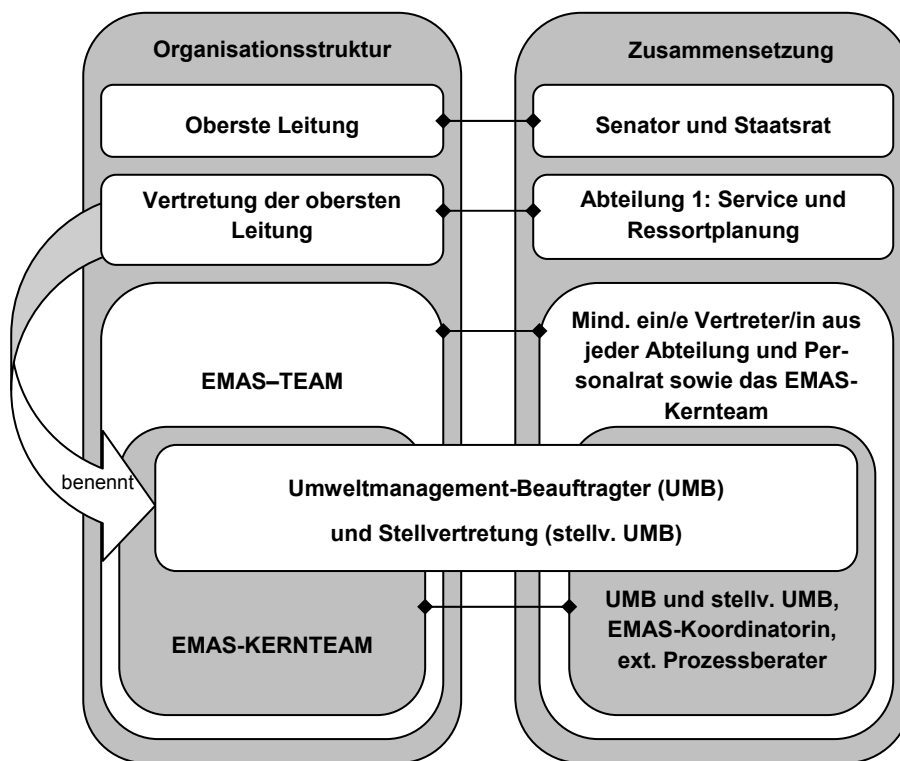 Organisationsstruktur
Zusammensetzung
Oberste Leitung
Senator und Staatsrat
Vertretung der obersten
Leitung
Abteilung 1: Service und
Ressortplanung
EMAS–TEAM
Mind. ein/e Vertreter/in aus
jeder Abteilung und Per-
sonalrat sowie das EMAS-
Kernteam
benennt
Umweltmanagement-Beauftragter (UMB)
und Stellvertretung (stellv. UMB)
EMAS-KERNTEAM
UMB und stellv. UMB,
EMAS-Koordinatorin,
ext. Prozessberater